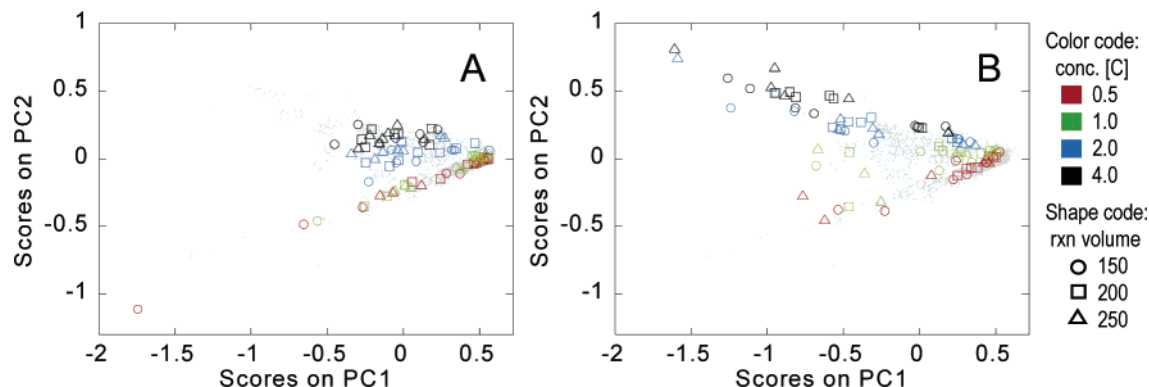 A
Scores on PC2
1
0.5
0
-0.5
-1
-2
-1.5
-1
-0.5
0
0.5
Scores on PC1
B
Scores on PC2
1
0.5
0
-0.5
-1
-2
-1.5
-1
-0.5
0
0.5
Scores on PC1
Color code:
conc. [C]
0.5
1.0
2.0
4.0
Shape code:
rxn volume
150
200
250